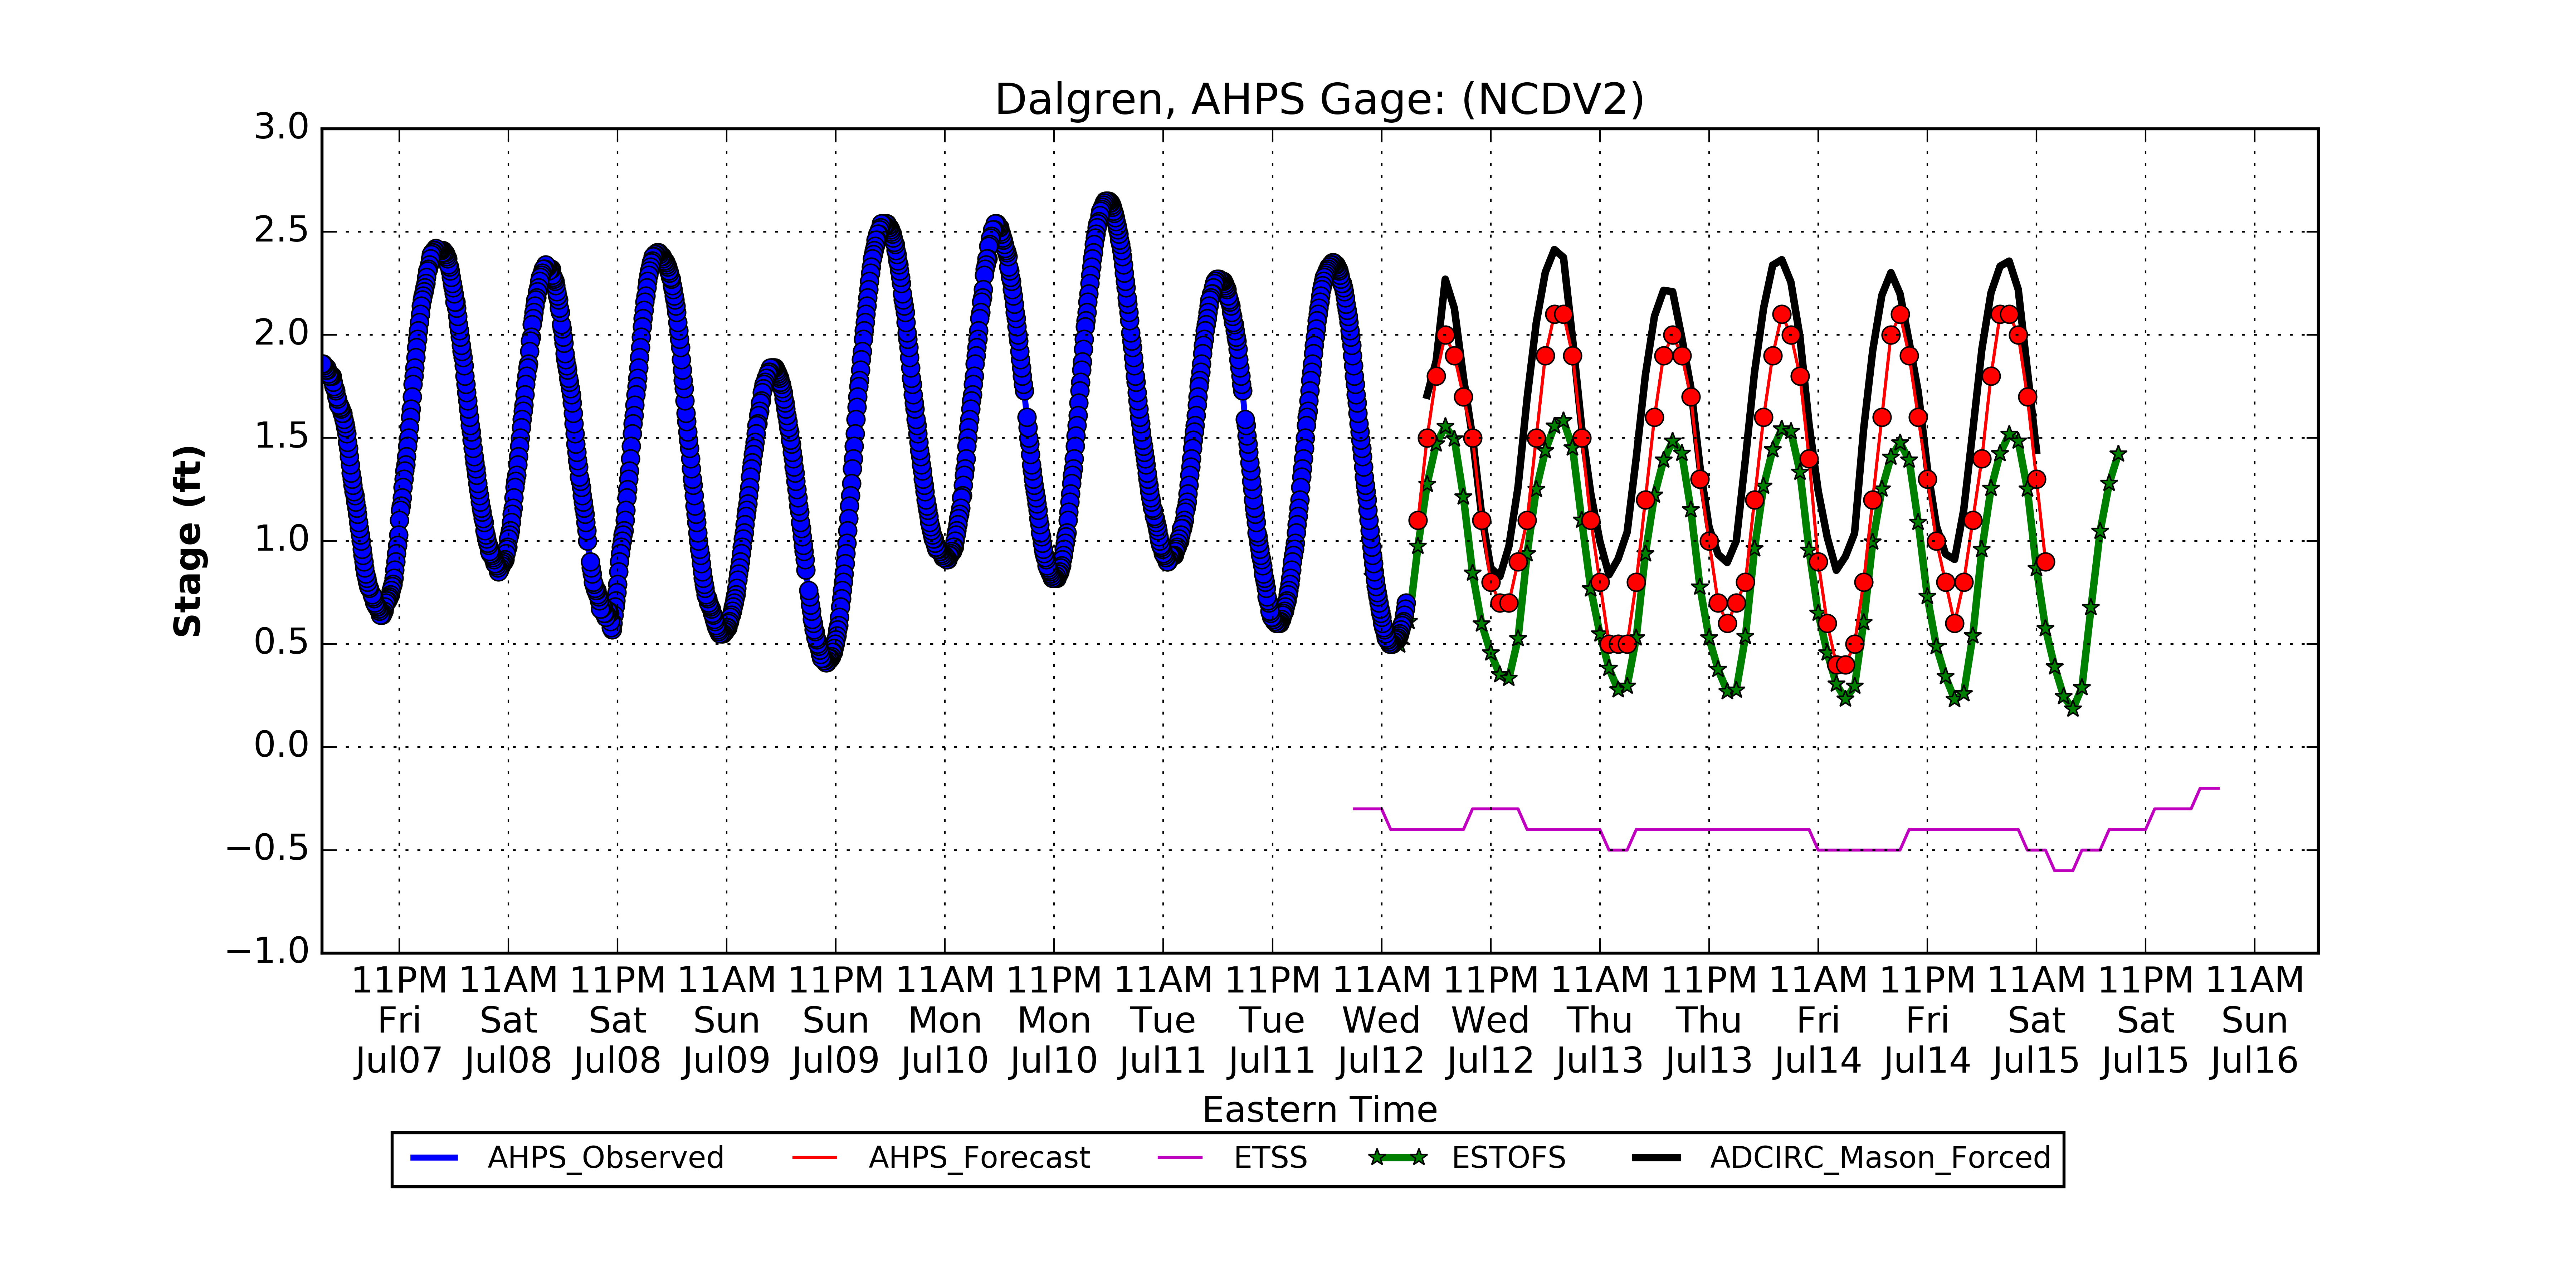 Dalgren, AHPS Gage: (NCDV2)
3.0
2.5
2.0
1.5
1.0
0.5
0.0
−0.5
−1.0
Stage (ft)
11PM 11AM 11PM 11AM 11PM 11AM 11PM 11AM 11PM 11AM 11PM 11AM 11PM 11AM 11PM 11AM 11PM 11AM
Fri Sat Sat Sun Sun Mon Mon Tue Tue Wed Wed Thu Thu Fri Fri Sat Sat Sun
Jul07 Jul08 Jul08 Jul09 Jul09 Jul10 Jul10 Jul11 Jul11 Jul12 Jul12 Jul13 Jul13 Jul14 Jul14 Jul15 Jul15 Jul16
Eastern Time
AHPS_Observed AHPS_Forecast ETSS ESTOFS ADCIRC_Mason_Forced